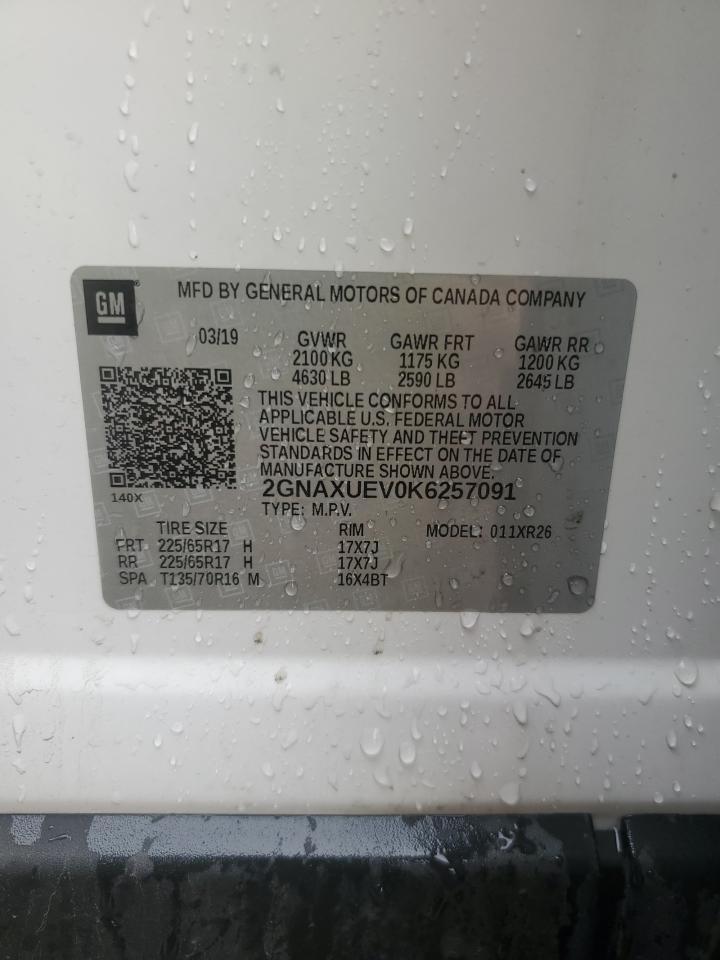 GM ®
MFD BY GENERAL MOTORS OF CANADA COMPANY
03/19 GVWR GAWR FRT GAWR RR
2100 KG 1175 KG 1200 KG
4630 LB 2590 LB 2645 LB
THIS VEHICLE CONFORMS TO ALL
APPLICABLE U.S. FEDERAL MOTOR
VEHICLE SAFETY AND THEFT PREVENTION
STANDARDS IN EFFECT ON THE DATE OF
MANUFACTURE SHOWN ABOVE.
2GNAXUEV0K6257091
140X
TYPE: M.P.V.
TIRE SIZE RIM MODEL: 011XR26
FRT 225/65R17 H 17X7J
RR 225/65R17 H 17X7J
SPA T135/70R16 M 16X4BT